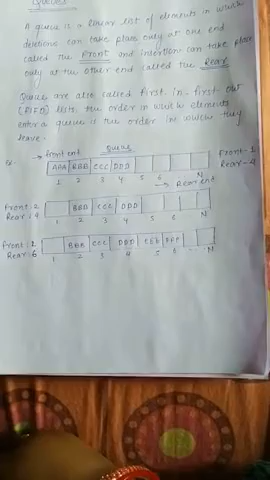 Queues
A queue is a linear list of elements in which
deletions can take place only at one end
called the Front and insertion can take place
only at the other end called the Rear
Queues are also called first-in-first out
(FIFO) lists. The order in which elements
enter a queue is the order in which they
leave.
Queue
Ex: → front end
AAA BBB CCC DDD
Front-1
Rear-4
1 2 3 4 5 6 N
→ Rear end
Front:2
Rear:4
BBB CCC DDD
1 2 3 4 5 6 N
Front:2
Rear:6
BBB CCC DDD EEE FFF
1 2 3 4 5 6 ... N